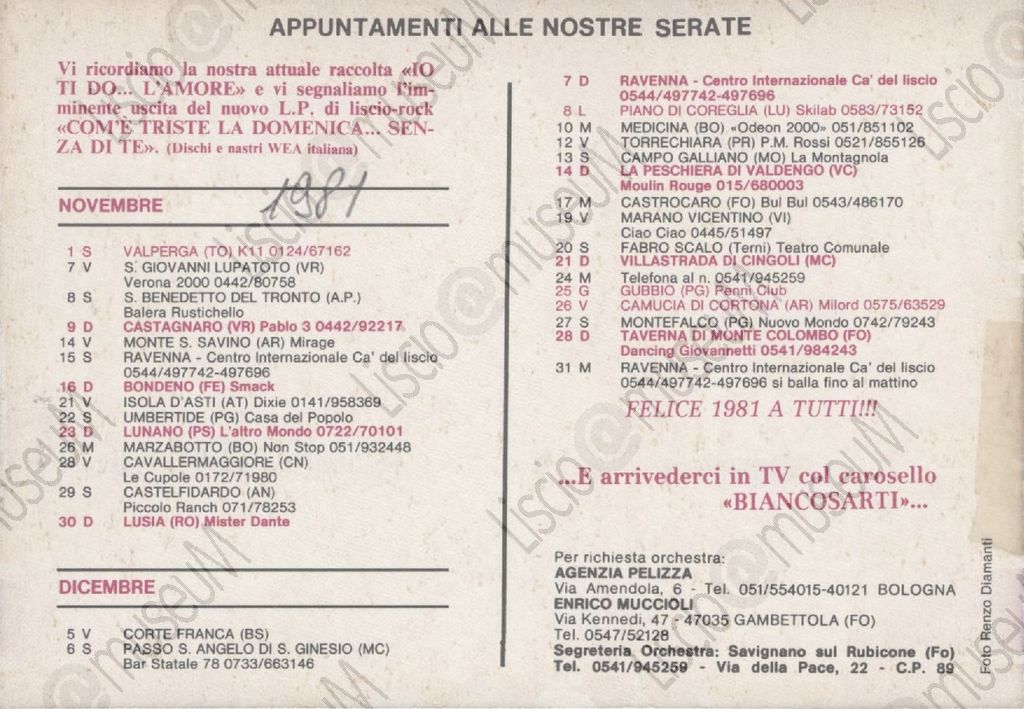 APPUNTAMENTI ALLE NOSTRE SERATE
Vi ricordiamo la nostra attuale raccolta «IO
TI DO... L'AMORE» e vi segnaliamo l'im-
minente uscita del nuovo L.P. di liscio-rock
«COM'È TRISTE LA DOMENICA... SEN-
ZA DI TE». (Dischi e nastri WEA italiana)
NOVEMBRE
1981
1 S VALPERGA (TO) K11 0124/67162
7 V S. GIOVANNI LUPATOTO (VR)
Verona 2000 0442/80758
8 S S. BENEDETTO DEL TRONTO (A.P.)
Balera Rustichello
9 D CASTAGNARO (VR) Pablo 3 0442/92217
14 V MONTE S. SAVINO (AR) Mirage
15 S RAVENNA - Centro Internazionale Ca' del liscio
0544/497742-497696
16 D BONDENO (FE) Smack
21 V ISOLA D'ASTI (AT) Dixie 0141/958369
22 S UMBERTIDE (PG) Casa del Popolo
23 D LUNANO (PS) L'altro Mondo 0722/70101
26 M MARZABOTTO (BO) Non Stop 051/932448
28 V CAVALLERMAGGIORE (CN)
Le Cupole 0172/71980
29 S CASTELFIDARDO (AN)
Piccolo Ranch 071/78253
30 D LUSIA (RO) Mister Dante
DICEMBRE
5 V CORTE FRANCA (BS)
6 S PASSO S. ANGELO DI S. GINESIO (MC)
Bar Statale 78 0733/663146
7 D RAVENNA - Centro Internazionale Ca' del liscio
0544/497742-497696
8 L PIANO DI COREGLIA (LU) Skilab 0583/73152
10 M MEDICINA (BO) «Odeon 2000» 051/851102
12 V TORRECHIARA (PR) P.M. Rossi 0521/855126
13 S CAMPO GALLIANO (MO) La Montagnola
14 D LA PESCHIERA DI VALDENGO (VC)
Moulin Rouge 015/680003
17 M CASTROCARO (FO) Bul Bul 0543/486170
19 V MARANO VICENTINO (VI)
Ciao Ciao 0445/51497
20 S FABRO SCALO (Terni) Teatro Comunale
21 D VILLASTRADA DI CINGOLI (MC)
24 M Telefona al n. 0541/945259
25 G GUBBIO (PG) Penni Club
26 V CAMUCIA DI CORTONA (AR) Milord 0575/63529
27 S MONTEFALCO (PG) Nuovo Mondo 0742/79243
28 D TAVERNA DI MONTE COLOMBO (FO)
Dancing Giovannetti 0541/984243
31 M RAVENNA - Centro Internazionale Ca' del liscio
0544/497742-497696 si balla fino al mattino
FELICE 1981 A TUTTI!!!
...E arrivederci in TV col carosello
«BIANCOSARTI»...
Per richiesta orchestra:
AGENZIA PELIZZA
Via Amendola, 6 - Tel. 051/554015-40121 BOLOGNA
ENRICO MUCCIOLI
Via Kennedi, 47 - 47035 GAMBETTOLA (FO)
Tel. 0547/52128
Segreteria Orchestra: Savignano sul Rubicone (Fo)
Tel. 0541/945259 - Via della Pace, 22 - C.P. 89
Foto Renzo Diamanti
Liscio@museuM